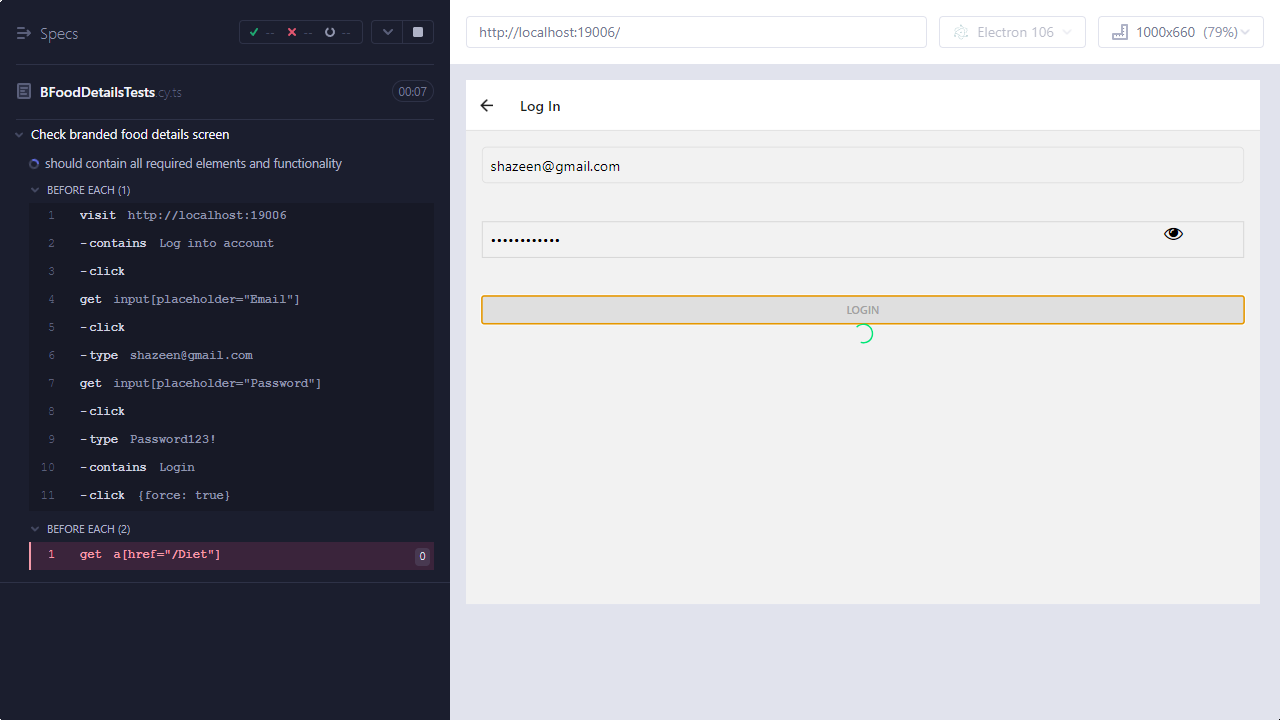 Specs
-- -- --
BFoodDetailsTests.cy.ts
00:07
Check branded food details screen
should contain all required elements and functionality
BEFORE EACH (1)
1 visit http://localhost:19006
2 -contains Log into account
3 -click
4 get input[placeholder="Email"]
5 -click
6 -type shazeen@gmail.com
7 get input[placeholder="Password"]
8 -click
9 -type Password123!
10 -contains Login
11 -click {force: true}
BEFORE EACH (2)
1 get a[href="/Diet"] 0
http://localhost:19006/
Electron 106
1000x660 (79%)
Log In
shazeen@gmail.com
••••••••••••
LOGIN